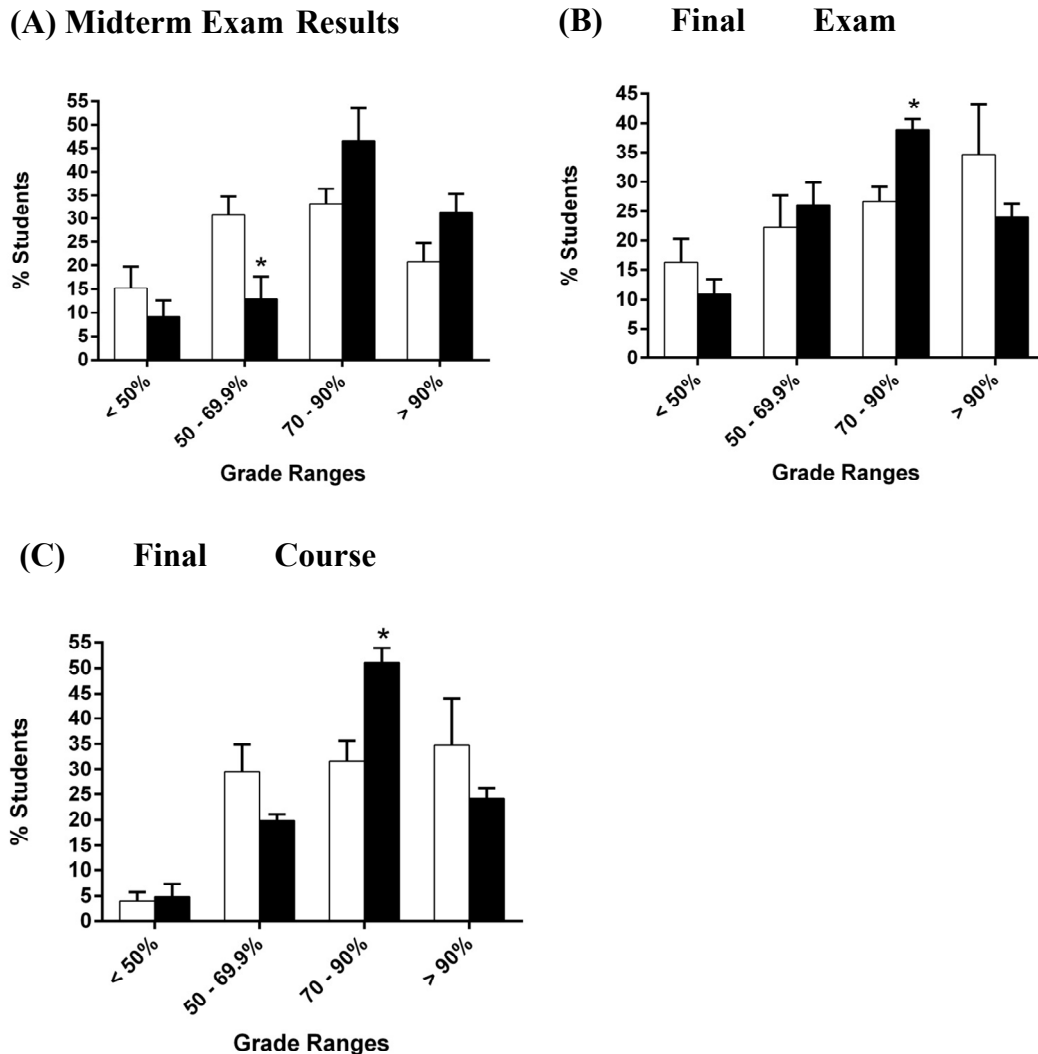 (A) Midterm Exam Results
% Students
55
50
45
40
35
30
25
20
15
10
5
0
*
< 50%
50 - 69.9%
70 - 90%
> 90%
Grade Ranges
(B) Final Exam
% Students
45
40
35
30
25
20
15
10
5
0
*
< 50%
50 - 69.9%
70 - 90%
> 90%
Grade Ranges
(C) Final Course
% Students
55
50
45
40
35
30
25
20
15
10
5
0
*
< 50%
50 - 69.9%
70 - 90%
> 90%
Grade Ranges